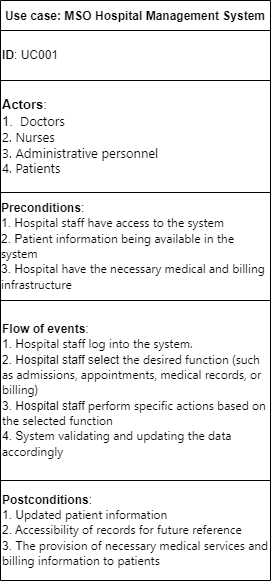 Use case: MSO Hospital Management System
ID: UC001
Actors:
1. Doctors
2. Nurses
3. Administrative personnel
4. Patients
Preconditions:
1. Hospital staff have access to the system
2. Patient information being available in the
system
3. Hospital have the necessary medical and billing
infrastructure
Flow of events:
1. Hospital staff log into the system.
2. Hospital staff select the desired function (such
as admissions, appointments, medical records, or
billing)
3. Hospital staff perform specific actions based on
the selected function
4. System validating and updating the data
accordingly
Postconditions:
1. Updated patient information
2. Accessibility of records for future reference
3. The provision of necessary medical services and
billing information to patients